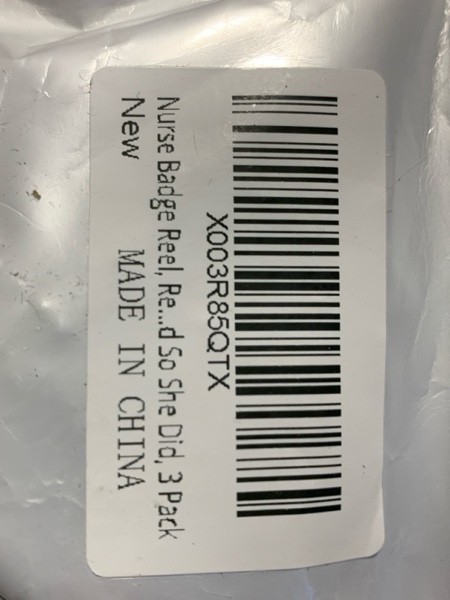 X003R85QTX
Nurse Badge Reel, Re...d So She Did, 3 Pack
New
MADE IN CHINA